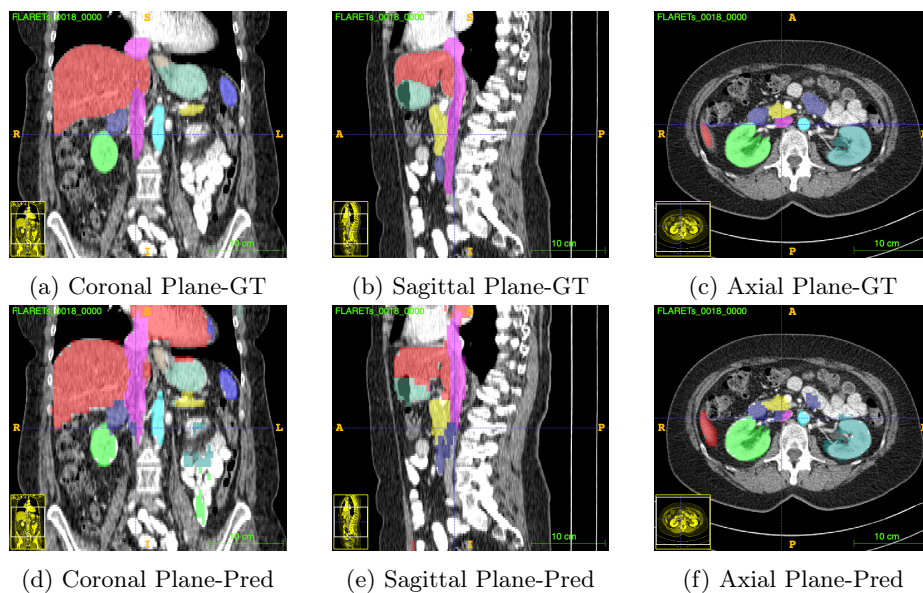 FLARETs_0018_0000
S
R
L
I
10 cm
FLARETs_0018_0000
S
A
P
I
10 cm
FLARETs_0018_0000
A
R
P
10 cm
(a) Coronal Plane-GT
(b) Sagittal Plane-GT
(c) Axial Plane-GT
FLARETs_0018_0000
S
R
L
I
10 cm
FLARETs_0018_0000
S
A
P
I
10 cm
FLARETs_0018_0000
A
R
P
10 cm
(d) Coronal Plane-Pred
(e) Sagittal Plane-Pred
(f) Axial Plane-Pred